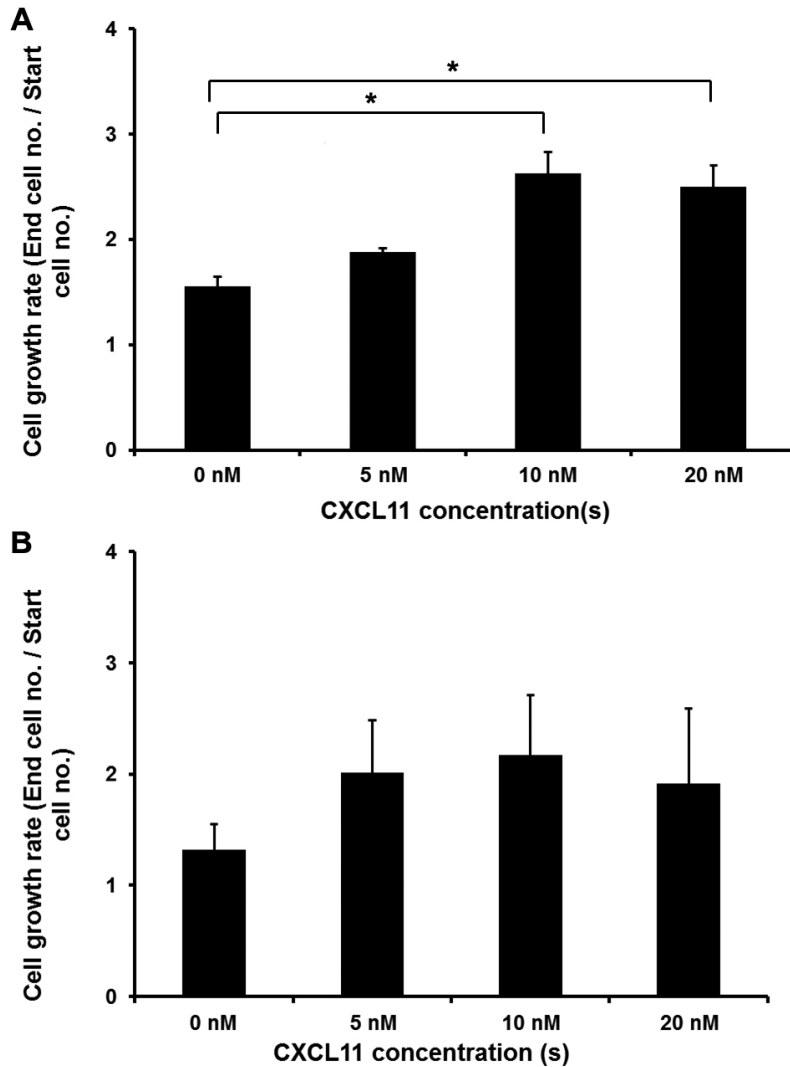 A
Cell growth rate (End cell no. / Start
cell no.)
4
*
*
3
2
1
0
0 nM 5 nM 10 nM 20 nM
CXCL11 concentration(s)
B
Cell growth rate (End cell no. / Start
cell no.)
4
3
2
1
0
0 nM 5 nM 10 nM 20 nM
CXCL11 concentration (s)